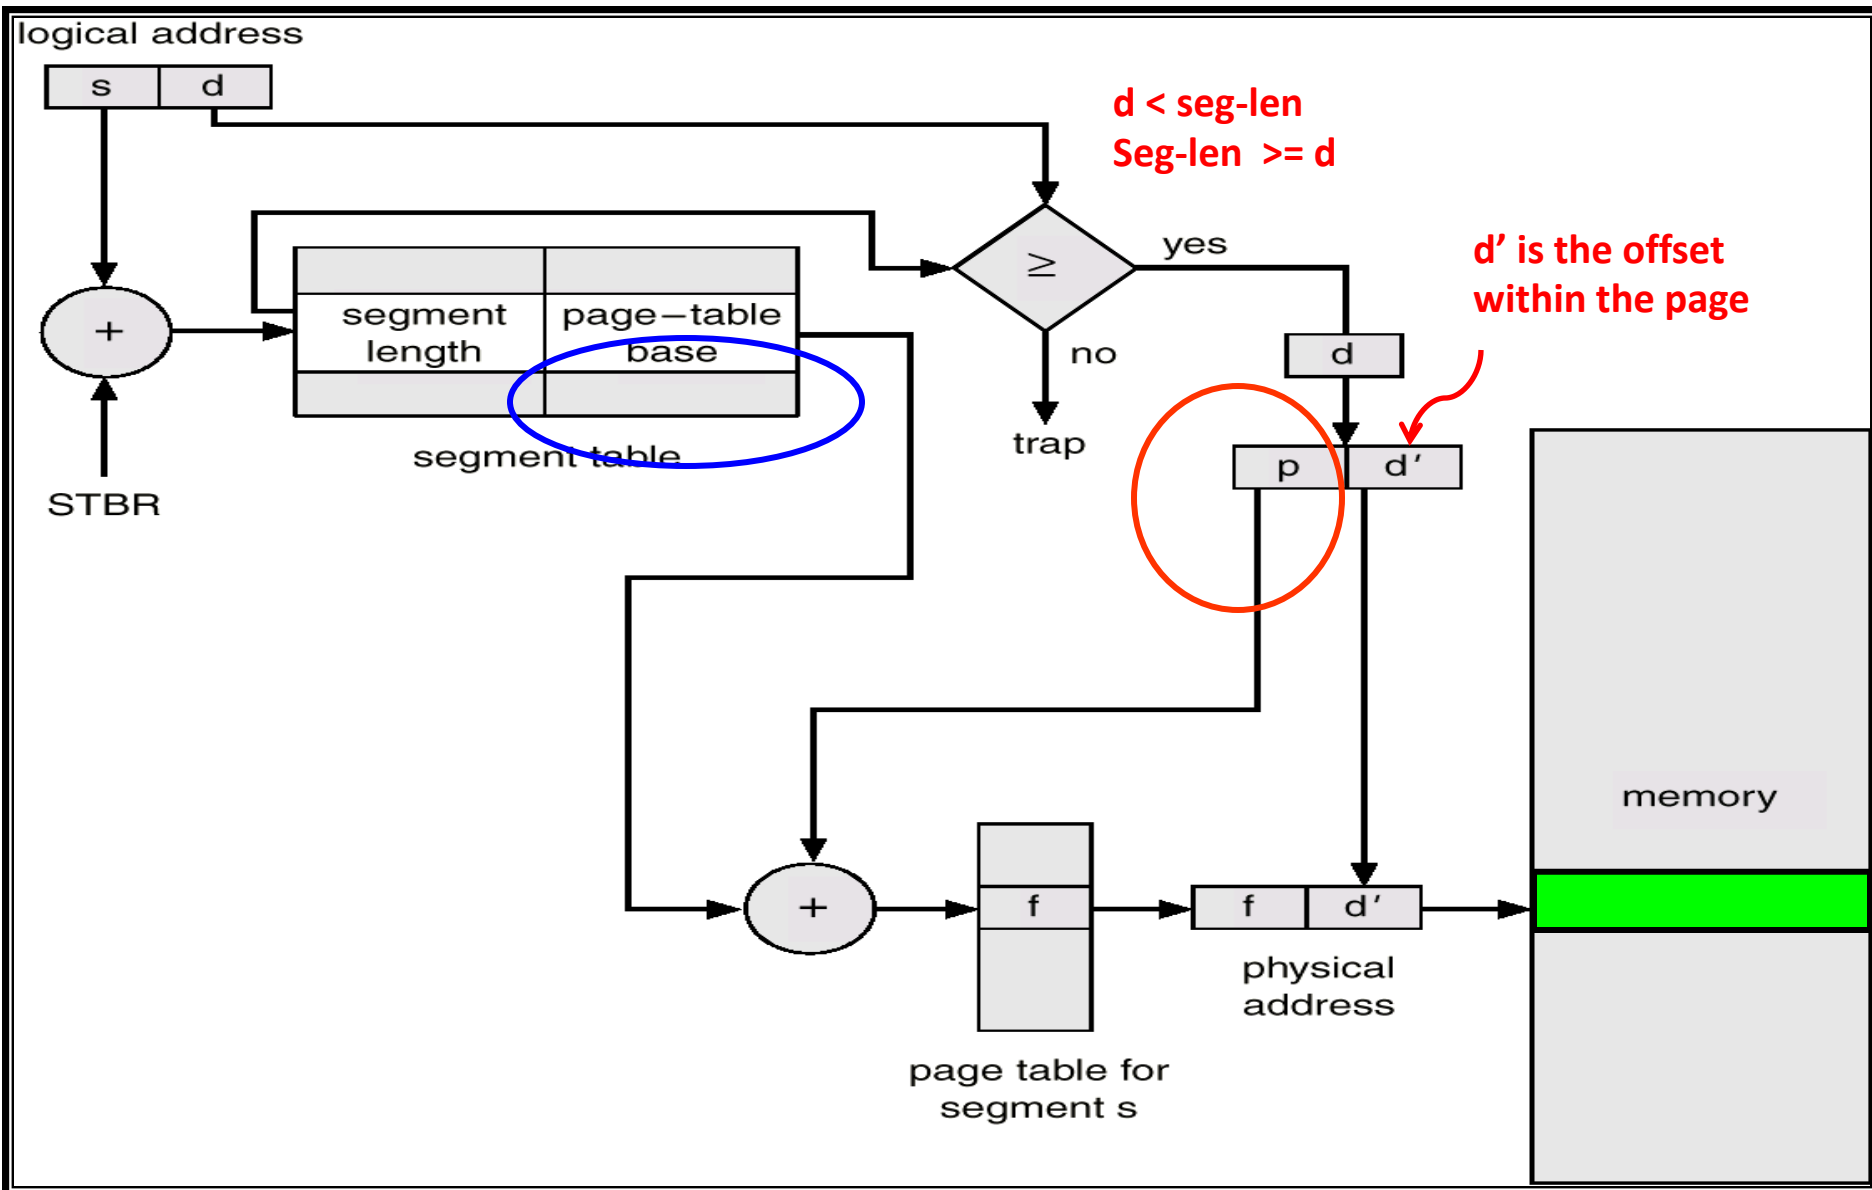 logical address
s d
d < seg-len
Seg-len >= d
yes
d’ is the offset
within the page
≥
segment length
page–table base
+
no
d
trap
segment table
p d′
STBR
memory
+
f
f d′
physical
address
page table for
segment s